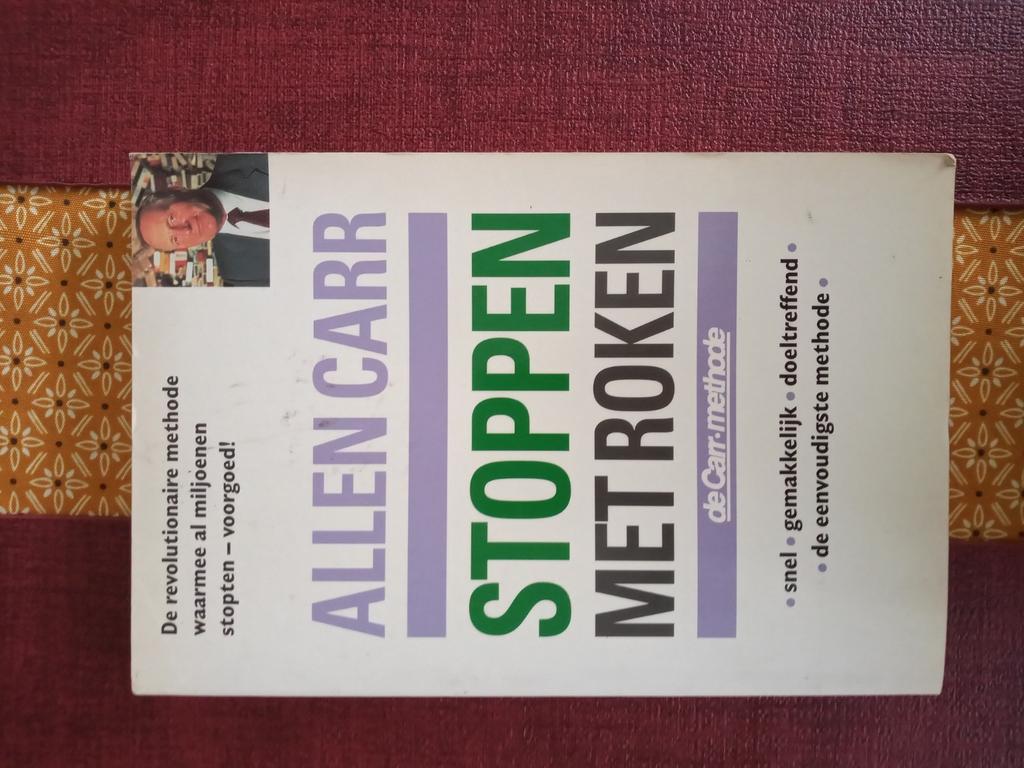 De revolutionaire methode
waarmee al miljoenen
stopten – voorgoed!
ALLEN CARR
STOPPEN
MET ROKEN
de Carr·methode
• snel • gemakkelijk • doeltreffend •
• de eenvoudigste methode •